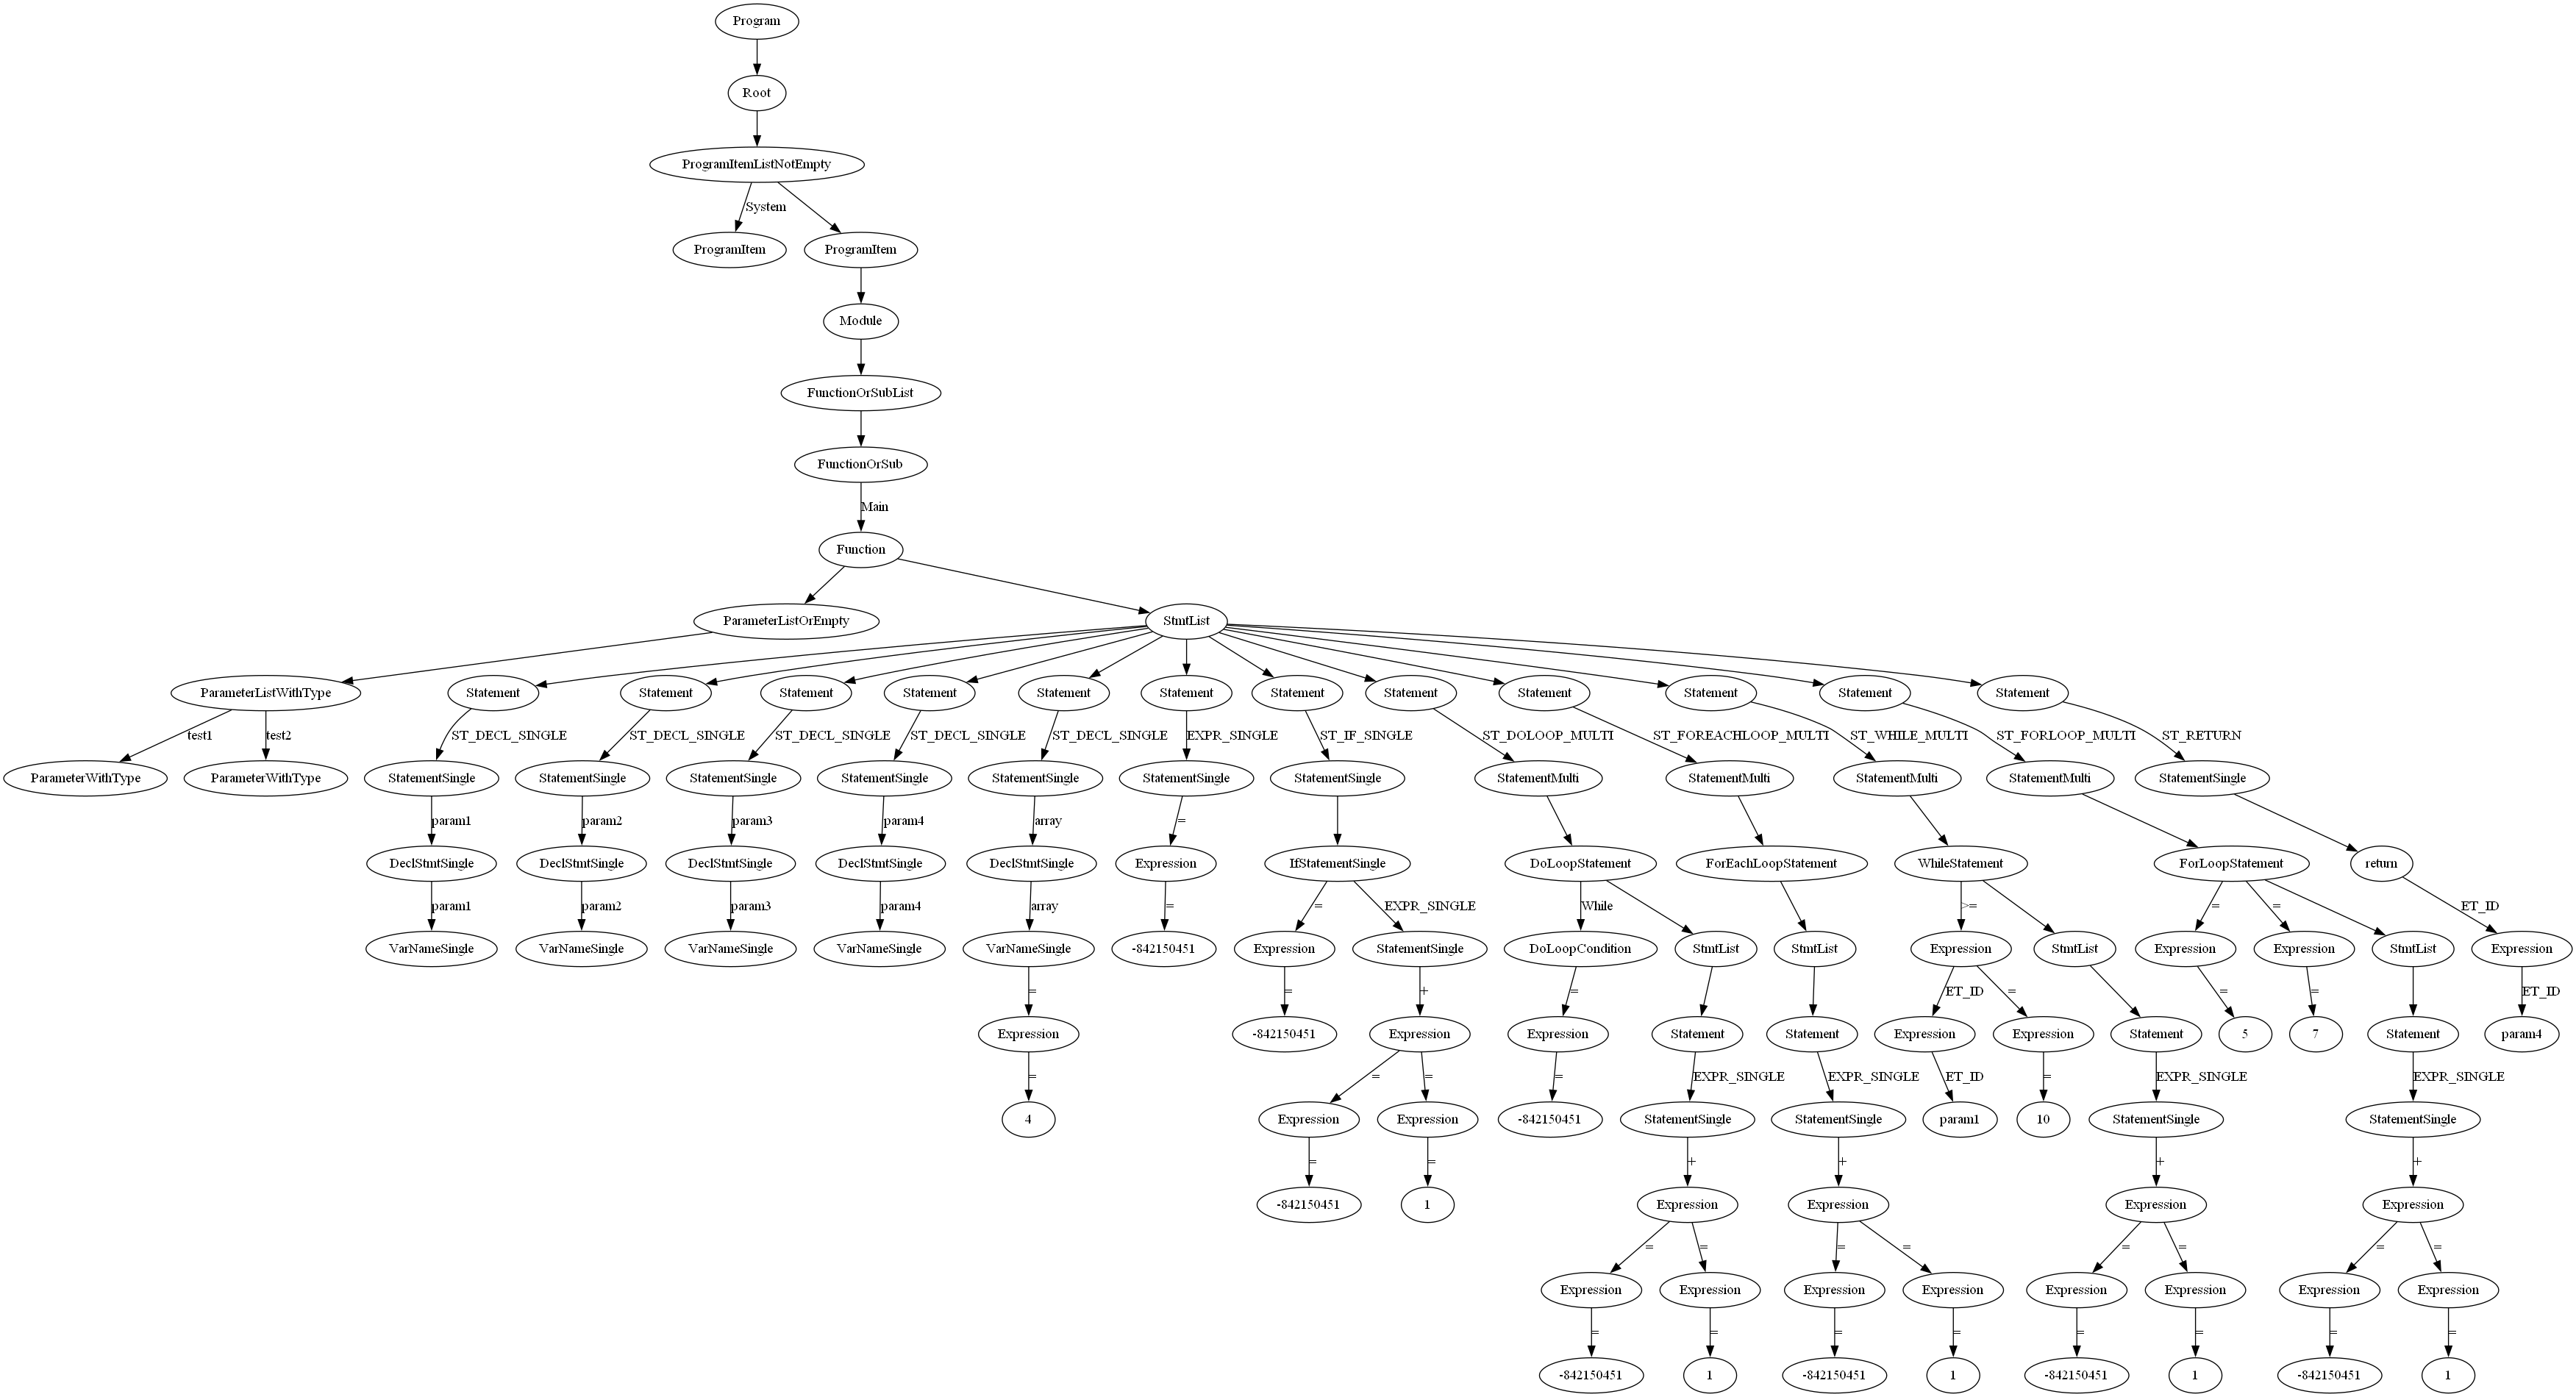 Program
Root
ProgramItemListNotEmpty
System
ProgramItem ProgramItem
Module
FunctionOrSubList
FunctionOrSub
Main
Function
ParameterListOrEmpty StmtList
ParameterListWithType Statement Statement Statement Statement Statement Statement Statement Statement Statement Statement Statement Statement
test1 test2 ST_DECL_SINGLE ST_DECL_SINGLE ST_DECL_SINGLE ST_DECL_SINGLE ST_DECL_SINGLE EXPR_SINGLE ST_IF_SINGLE ST_DOLOOP_MULTI ST_FOREACHLOOP_MULTI ST_WHILE_MULTI ST_FORLOOP_MULTI ST_RETURN
ParameterWithType ParameterWithType StatementSingle StatementSingle StatementSingle StatementSingle StatementSingle StatementSingle StatementSingle StatementMulti StatementMulti StatementMulti StatementMulti StatementSingle
param1 param2 param3 param4 array =
DeclStmtSingle DeclStmtSingle DeclStmtSingle DeclStmtSingle DeclStmtSingle Expression IfStatementSingle DoLoopStatement ForEachLoopStatement WhileStatement ForLoopStatement return
param1 param2 param3 param4 array = = EXPR_SINGLE While >= = = ET_ID
VarNameSingle VarNameSingle VarNameSingle VarNameSingle VarNameSingle -842150451 Expression StatementSingle DoLoopCondition StmtList StmtList Expression StmtList Expression Expression StmtList Expression
= = + = ET_ID = = = ET_ID
Expression -842150451 Expression Expression Statement Statement Expression Expression Statement 5 7 Statement param4
= = = = EXPR_SINGLE EXPR_SINGLE ET_ID = EXPR_SINGLE EXPR_SINGLE
4 Expression Expression -842150451 StatementSingle StatementSingle param1 10 StatementSingle StatementSingle
= = + + + +
-842150451 1 Expression Expression Expression Expression
= = = = = = = =
Expression Expression Expression Expression Expression Expression Expression Expression
= = = = = = = =
-842150451 1 -842150451 1 -842150451 1 -842150451 1